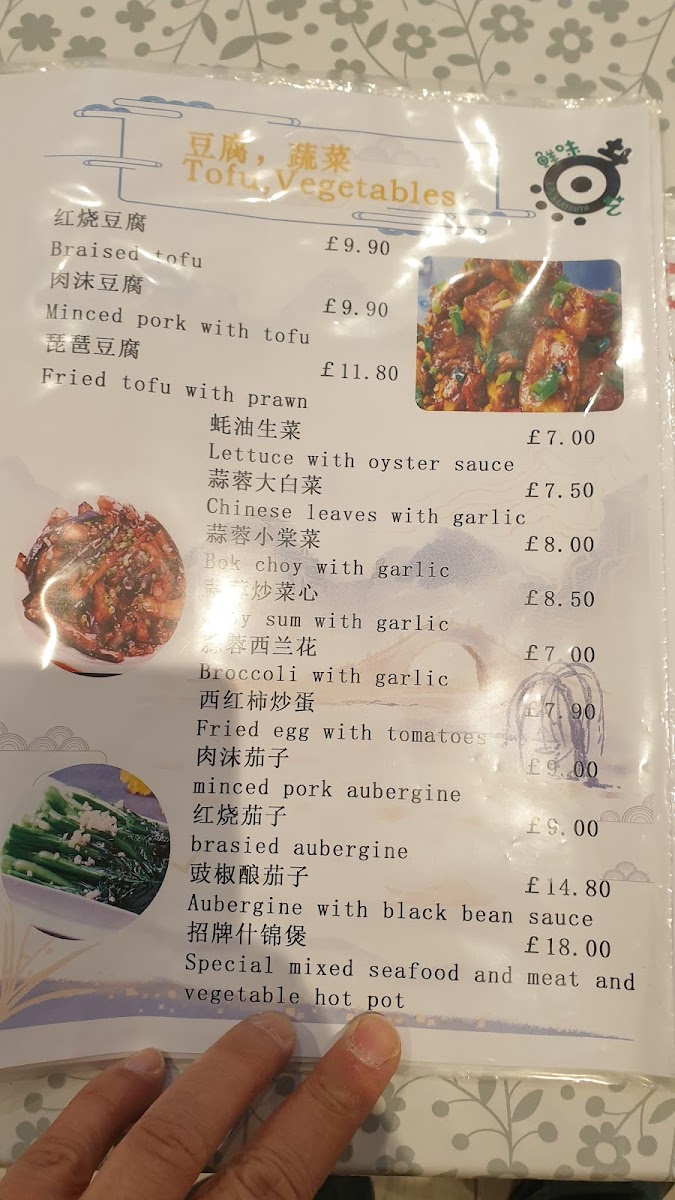 豆腐，蔬菜
Tofu,Vegetables
鲜味
红烧豆腐 £9.90
Braised tofu
肉沫豆腐 £9.90
Minced pork with tofu
琵琶豆腐 £11.80
Fried tofu with prawn
蚝油生菜 £7.00
Lettuce with oyster sauce
蒜蓉大白菜 £7.50
Chinese leaves with garlic
蒜蓉小棠菜 £8.00
Bok choy with garlic
蒜蓉炒菜心 £8.50
sum with garlic
蒜蓉西兰花 £7.00
Broccoli with garlic
西红柿炒蛋 £7.90
Fried egg with tomatoes
肉沫茄子 £9.00
minced pork aubergine
红烧茄子 £9.00
brasied aubergine
豉椒酿茄子 £14.80
Aubergine with black bean sauce
招牌什锦煲 £18.00
Special mixed seafood and meat and
vegetable hot pot